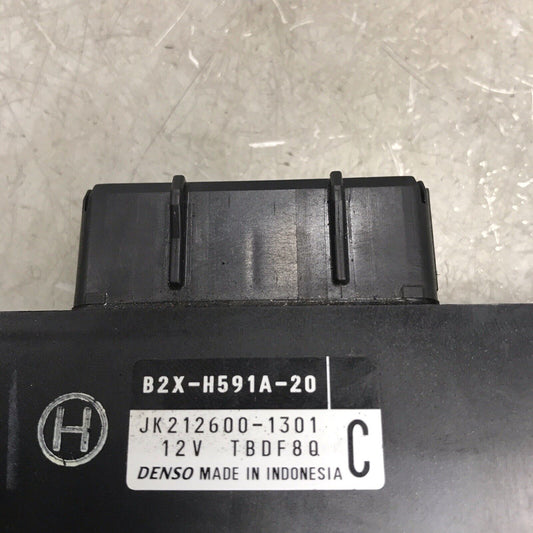 B2X-H591A-20
H
JK212600-1301
12V TBDF8Q
C
DENSO MADE IN INDONESIA